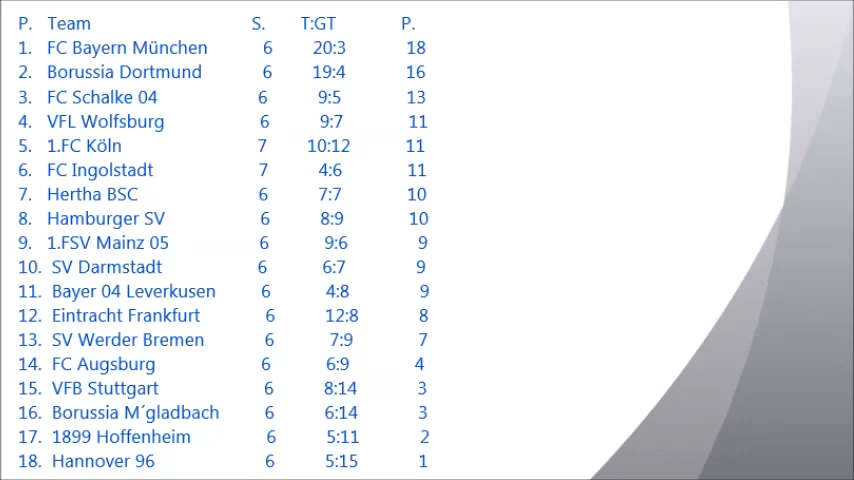 P. Team S. T:GT P.
1. FC Bayern München 6 20:3 18
2. Borussia Dortmund 6 19:4 16
3. FC Schalke 04 6 9:5 13
4. VFL Wolfsburg 6 9:7 11
5. 1.FC Köln 7 10:12 11
6. FC Ingolstadt 7 4:6 11
7. Hertha BSC 6 7:7 10
8. Hamburger SV 6 8:9 10
9. 1.FSV Mainz 05 6 9:6 9
10. SV Darmstadt 6 6:7 9
11. Bayer 04 Leverkusen 6 4:8 9
12. Eintracht Frankfurt 6 12:8 8
13. SV Werder Bremen 6 7:9 7
14. FC Augsburg 6 6:9 4
15. VFB Stuttgart 6 8:14 3
16. Borussia M´gladbach 6 6:14 3
17. 1899 Hoffenheim 6 5:11 2
18. Hannover 96 6 5:15 1